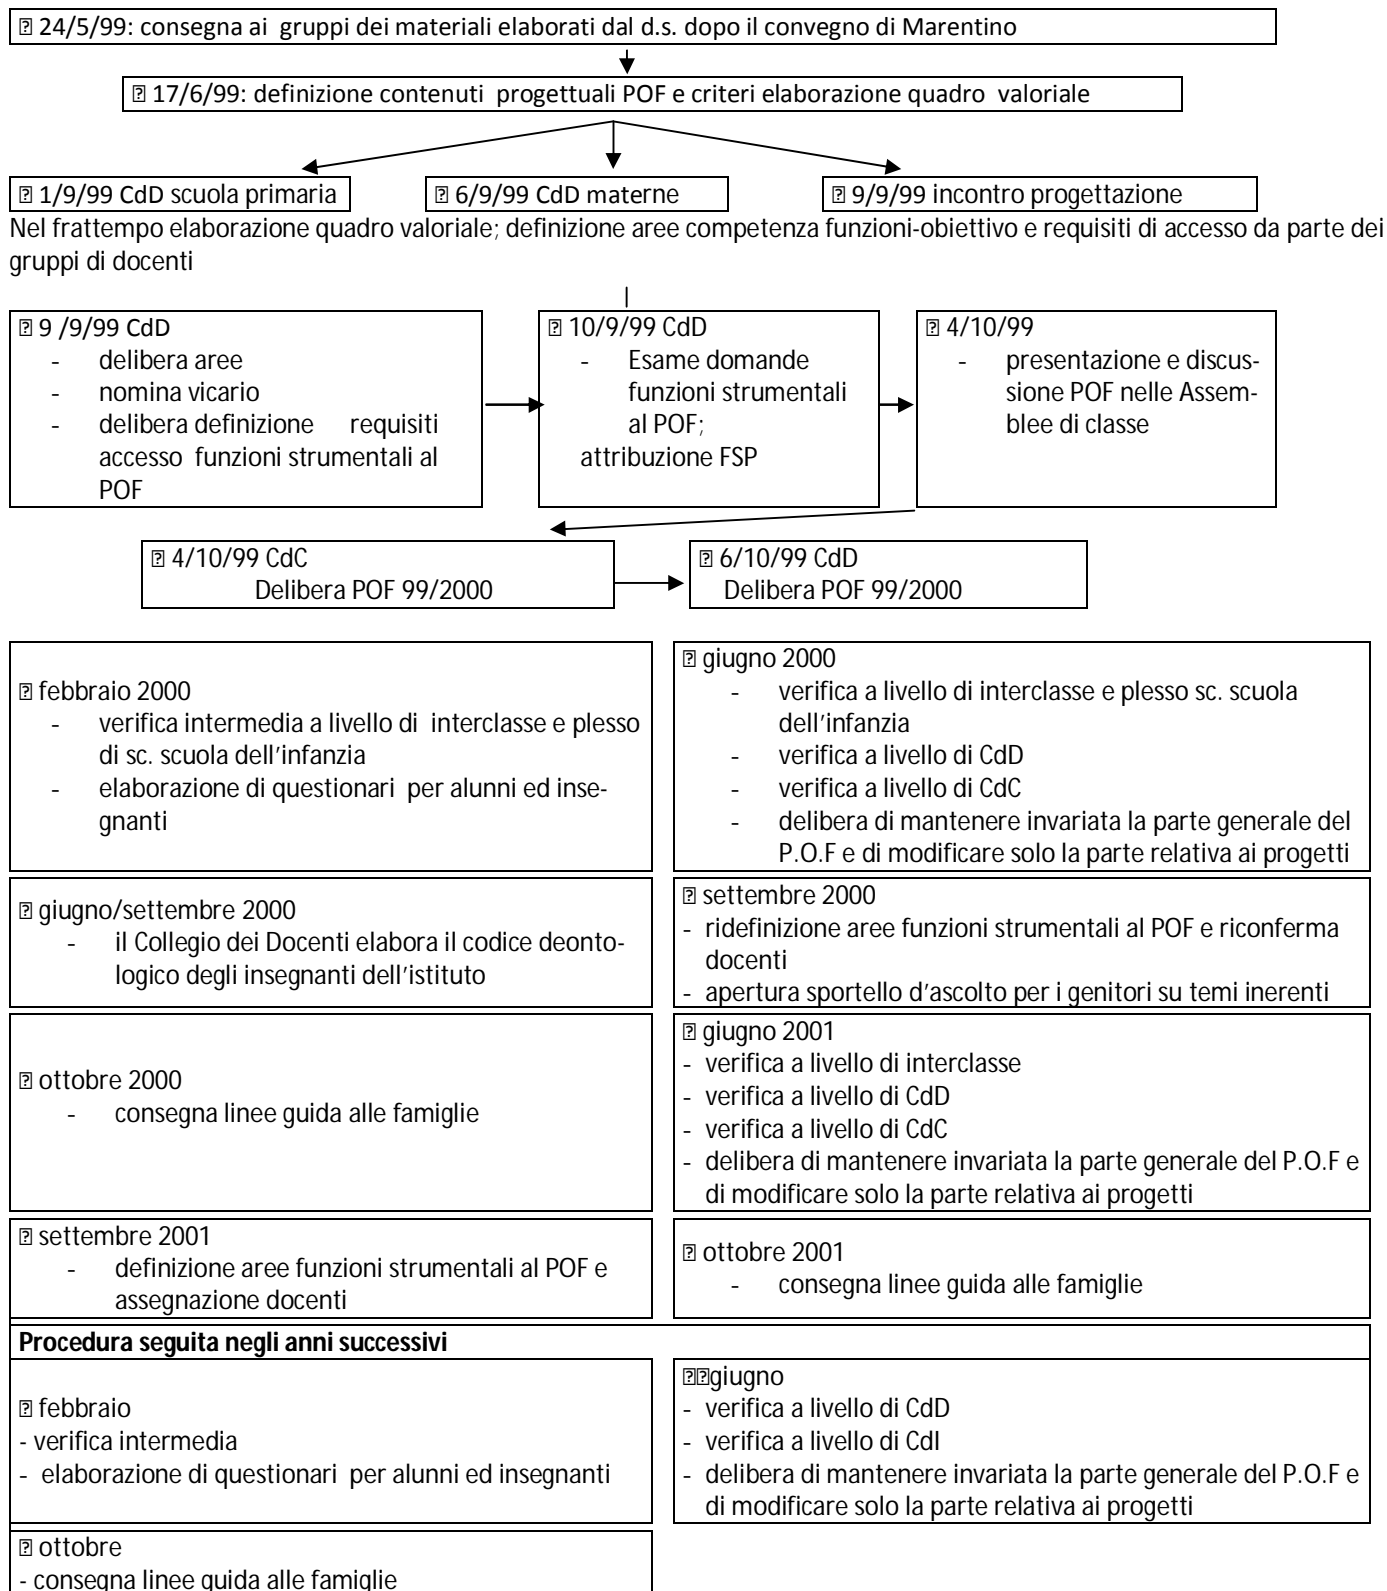 24/5/99: consegna ai gruppi dei materiali elaborati dal d.s. dopo il convegno di Marentino
17/6/99: definizione contenuti progettuali POF e criteri elaborazione quadro valoriale
1/9/99 CdD scuola primaria
6/9/99 CdD materne
9/9/99 incontro progettazione
Nel frattempo elaborazione quadro valoriale; definizione aree competenza funzioni-obiettivo e requisiti di accesso da parte dei
gruppi di docenti
9 /9/99 CdD
- delibera aree
- nomina vicario
- delibera definizione requisiti
accesso funzioni strumentali al
POF
10/9/99 CdD
- Esame domande
funzioni strumentali
al POF;
attribuzione FSP
4/10/99
- presentazione e discus-
sione POF nelle Assem-
blee di classe
4/10/99 CdC
Delibera POF 99/2000
6/10/99 CdD
Delibera POF 99/2000
febbraio 2000
- verifica intermedia a livello di interclasse e plesso
di sc. scuola dell'infanzia
- elaborazione di questionari per alunni ed inse-
gnanti
giugno 2000
- verifica a livello di interclasse e plesso sc. scuola
dell'infanzia
- verifica a livello di CdD
- verifica a livello di CdC
- delibera di mantenere invariata la parte generale del
P.O.F e di modificare solo la parte relativa ai progetti
giugno/settembre 2000
- il Collegio dei Docenti elabora il codice deonto-
logico degli insegnanti dell'istituto
settembre 2000
- ridefinizione aree funzioni strumentali al POF e riconferma
docenti
- apertura sportello d'ascolto per i genitori su temi inerenti
ottobre 2000
- consegna linee guida alle famiglie
giugno 2001
- verifica a livello di interclasse
- verifica a livello di CdD
- verifica a livello di CdC
- delibera di mantenere invariata la parte generale del P.O.F e
di modificare solo la parte relativa ai progetti
settembre 2001
- definizione aree funzioni strumentali al POF e
assegnazione docenti
ottobre 2001
- consegna linee guida alle famiglie
Procedura seguita negli anni successivi
febbraio
- verifica intermedia
- elaborazione di questionari per alunni ed insegnanti
giugno
- verifica a livello di CdD
- verifica a livello di CdI
- delibera di mantenere invariata la parte generale del P.O.F e
di modificare solo la parte relativa ai progetti
ottobre
- consegna linee guida alle famiglie